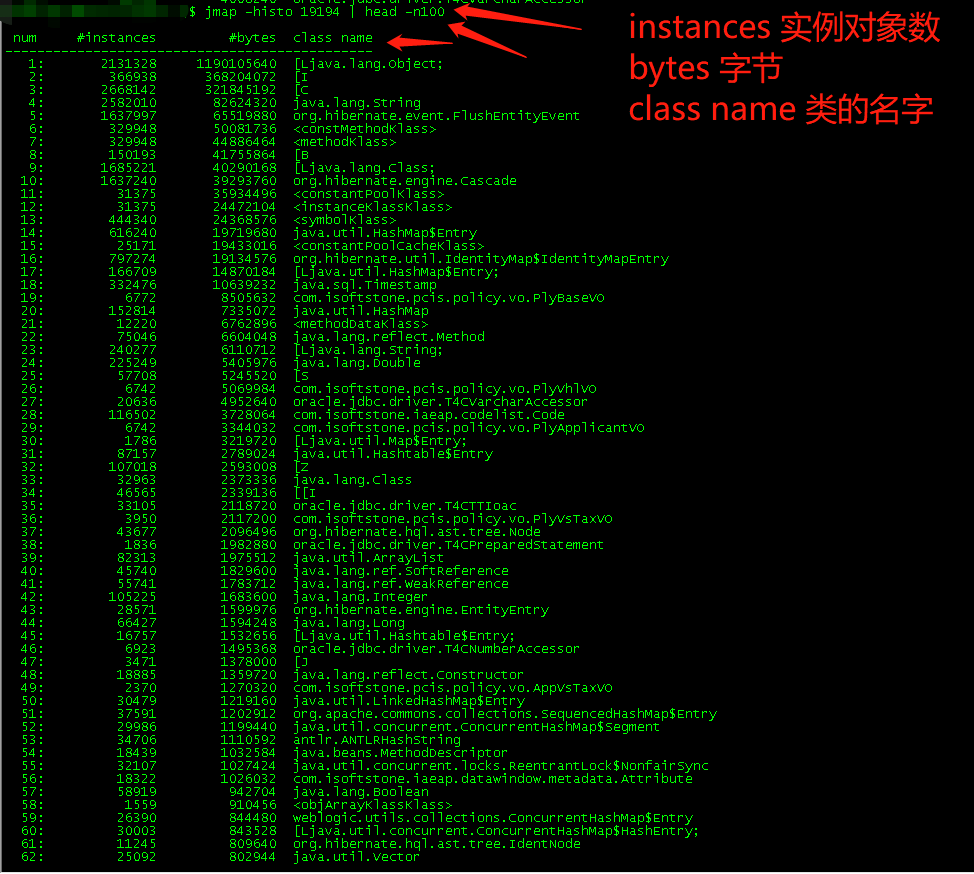 $ jmap -histo 19194 | head -n100
instances 实例对象数
bytes 字节
class name 类的名字
num #instances #bytes class name
----------------------------------------------
1: 2131328 1190105640 [Ljava.lang.Object;
2: 366938 368204072 [I
3: 2668142 321845192 [C
4: 2582010 82624320 java.lang.String
5: 1637997 65519880 org.hibernate.event.FlushEntityEvent
6: 329948 50081736 <constMethodKlass>
7: 329948 44886464 <methodKlass>
8: 150193 41755864 [B
9: 1685221 40290168 [Ljava.lang.Class;
10: 1637240 39293760 org.hibernate.engine.Cascade
11: 31375 35934496 <constantPoolKlass>
12: 31375 24472104 <instanceKlassKlass>
13: 444340 24368576 <symbolKlass>
14: 616240 19719680 java.util.HashMap$Entry
15: 25171 19433016 <constantPoolCacheKlass>
16: 797274 19134576 org.hibernate.util.IdentityMap$IdentityMapEntry
17: 166709 14870184 [Ljava.util.HashMap$Entry;
18: 332476 10639232 java.sql.Timestamp
19: 6772 8505632 com.isoftstone.pcis.policy.vo.PlyBaseVO
20: 152814 7335072 java.util.HashMap
21: 12220 6762896 <methodDataKlass>
22: 75046 6604048 java.lang.reflect.Method
23: 240277 6110712 [Ljava.lang.String;
24: 225249 5405976 java.lang.Double
25: 57708 5245520 [S
26: 6742 5069984 com.isoftstone.pcis.policy.vo.PlyVhlVO
27: 20636 4952640 oracle.jdbc.driver.T4CVarcharAccessor
28: 116502 3728064 com.isoftstone.iaeap.codelist.Code
29: 6742 3344032 com.isoftstone.pcis.policy.vo.PlyApplicantVO
30: 1786 3219720 [Ljava.util.Map$Entry;
31: 87157 2789024 java.util.Hashtable$Entry
32: 107018 2593008 [Z
33: 32963 2373336 java.lang.Class
34: 46565 2339136 [[I
35: 33105 2118720 oracle.jdbc.driver.T4CTTIoac
36: 3950 2117200 com.isoftstone.pcis.policy.vo.PlyVsTaxVO
37: 43677 2096496 org.hibernate.hql.ast.tree.Node
38: 1836 1982880 oracle.jdbc.driver.T4CPreparedStatement
39: 82313 1975512 java.util.ArrayList
40: 45740 1829600 java.lang.ref.SoftReference
41: 55741 1783712 java.lang.ref.WeakReference
42: 105225 1683600 java.lang.Integer
43: 28571 1599976 org.hibernate.engine.EntityEntry
44: 66427 1594248 java.lang.Long
45: 16757 1532656 [Ljava.util.Hashtable$Entry;
46: 6923 1495368 oracle.jdbc.driver.T4CNumberAccessor
47: 3471 1378000 [J
48: 18885 1359720 java.lang.reflect.Constructor
49: 2370 1270320 com.isoftstone.pcis.policy.vo.AppVsTaxVO
50: 30479 1219160 java.util.LinkedHashMap$Entry
51: 37591 1202912 org.apache.commons.collections.SequencedHashMap$Entry
52: 29986 1199440 java.util.concurrent.ConcurrentHashMap$Segment
53: 34706 1110592 antlr.ANTLRHashString
54: 18439 1032584 java.beans.MethodDescriptor
55: 32107 1027424 java.util.concurrent.locks.ReentrantLock$NonfairSync
56: 18322 1026032 com.isoftstone.iaeap.datawindow.metadata.Attribute
57: 58919 942704 java.lang.Boolean
58: 1559 910456 <objArrayKlassKlass>
59: 26390 844480 weblogic.utils.collections.ConcurrentHashMap$Entry
60: 30003 843528 [Ljava.util.concurrent.ConcurrentHashMap$HashEntry;
61: 11245 809640 org.hibernate.hql.ast.tree.IdentNode
62: 25092 802944 java.util.Vector